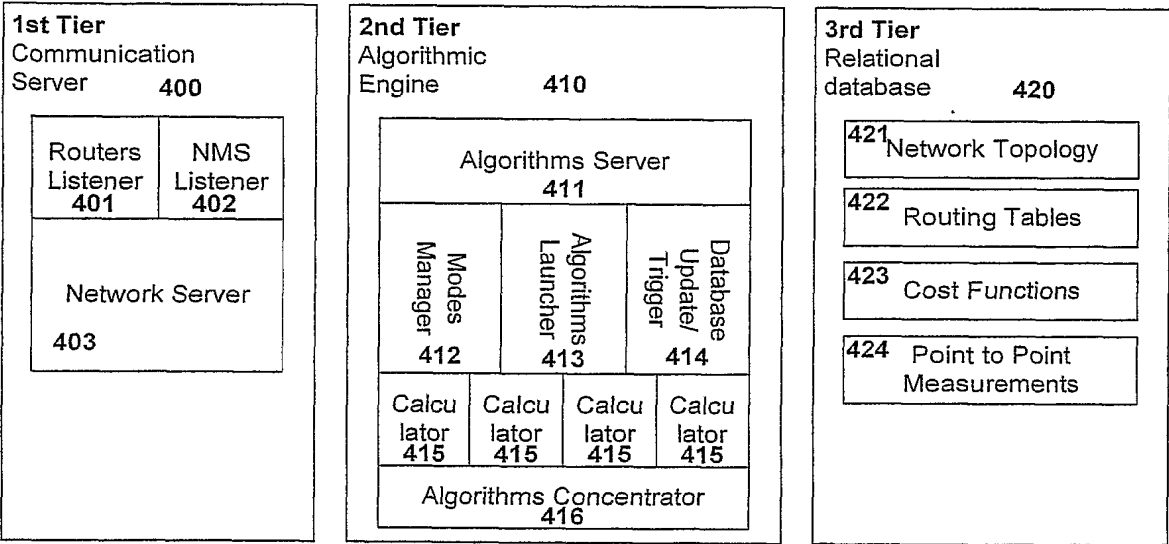 1st Tier
Communication
Server 400
Routers
Listener
401
NMS
Listener
402
Network Server
403
2nd Tier
Algorithmic
Engine 410
Algorithms Server
411
Modes
Manager
412
Algorithms
Launcher
413
Database
Update/
Trigger
414
Calcu
lator
415
Calcu
lator
415
Calcu
lator
415
Calcu
lator
415
Algorithms Concentrator
416
3rd Tier
Relational
database 420
421 Network Topology
422 Routing Tables
423 Cost Functions
424 Point to Point
Measurements